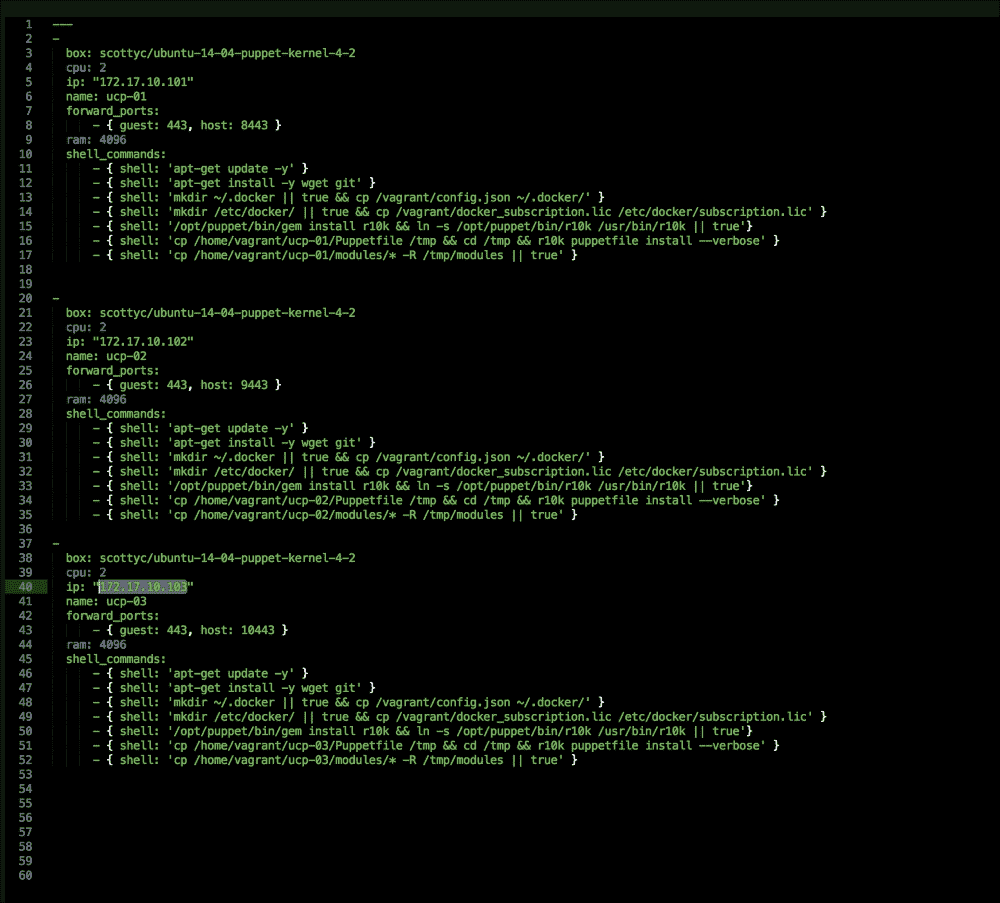 1 ---
2 -
3 box: scottyc/ubuntu-14-04-puppet-kernel-4-2
4 cpu: 2
5 ip: "172.17.10.101"
6 name: ucp-01
7 forward_ports:
8 - { guest: 443, host: 8443 }
9 ram: 4096
10 shell_commands:
11 - { shell: 'apt-get update -y' }
12 - { shell: 'apt-get install -y wget git' }
13 - { shell: 'mkdir ~/.docker || true && cp /vagrant/config.json ~/.docker/' }
14 - { shell: 'mkdir /etc/docker/ || true && cp /vagrant/docker_subscription.lic /etc/docker/subscription.lic' }
15 - { shell: '/opt/puppet/bin/gem install r10k && ln -s /opt/puppet/bin/r10k /usr/bin/r10k || true'}
16 - { shell: 'cp /home/vagrant/ucp-01/Puppetfile /tmp && cd /tmp && r10k puppetfile install --verbose' }
17 - { shell: 'cp /home/vagrant/ucp-01/modules/* -R /tmp/modules || true' }
18
19
20 -
21 box: scottyc/ubuntu-14-04-puppet-kernel-4-2
22 cpu: 2
23 ip: "172.17.10.102"
24 name: ucp-02
25 forward_ports:
26 - { guest: 443, host: 9443 }
27 ram: 4096
28 shell_commands:
29 - { shell: 'apt-get update -y' }
30 - { shell: 'apt-get install -y wget git' }
31 - { shell: 'mkdir ~/.docker || true && cp /vagrant/config.json ~/.docker/' }
32 - { shell: 'mkdir /etc/docker/ || true && cp /vagrant/docker_subscription.lic /etc/docker/subscription.lic' }
33 - { shell: '/opt/puppet/bin/gem install r10k && ln -s /opt/puppet/bin/r10k /usr/bin/r10k || true'}
34 - { shell: 'cp /home/vagrant/ucp-02/Puppetfile /tmp && cd /tmp && r10k puppetfile install --verbose' }
35 - { shell: 'cp /home/vagrant/ucp-02/modules/* -R /tmp/modules || true' }
36
37 -
38 box: scottyc/ubuntu-14-04-puppet-kernel-4-2
39 cpu: 2
40 ip: "172.17.10.103"
41 name: ucp-03
42 forward_ports:
43 - { guest: 443, host: 10443 }
44 ram: 4096
45 shell_commands:
46 - { shell: 'apt-get update -y' }
47 - { shell: 'apt-get install -y wget git' }
48 - { shell: 'mkdir ~/.docker || true && cp /vagrant/config.json ~/.docker/' }
49 - { shell: 'mkdir /etc/docker/ || true && cp /vagrant/docker_subscription.lic /etc/docker/subscription.lic' }
50 - { shell: '/opt/puppet/bin/gem install r10k && ln -s /opt/puppet/bin/r10k /usr/bin/r10k || true'}
51 - { shell: 'cp /home/vagrant/ucp-03/Puppetfile /tmp && cd /tmp && r10k puppetfile install --verbose' }
52 - { shell: 'cp /home/vagrant/ucp-03/modules/* -R /tmp/modules || true' }
53
54
55
56
57
58
59
60